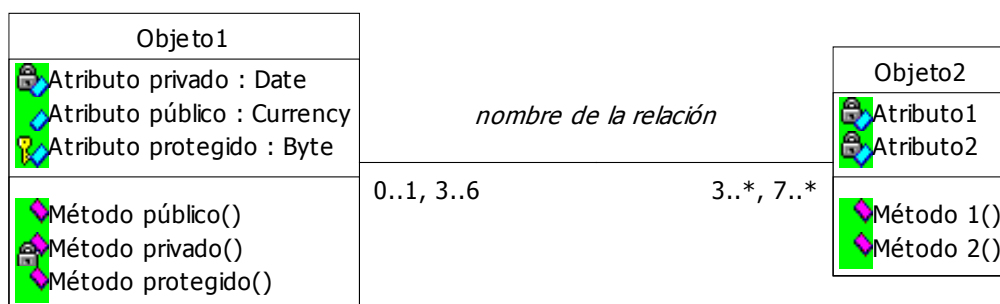 Objeto1
Atributo privado : Date
Atributo público : Currency
Atributo protegido : Byte
Método público()
Método privado()
Método protegido()
nombre de la relación
0..1, 3..6
3..*, 7..*
Objeto2
Atributo1
Atributo2
Método 1()
Método 2()